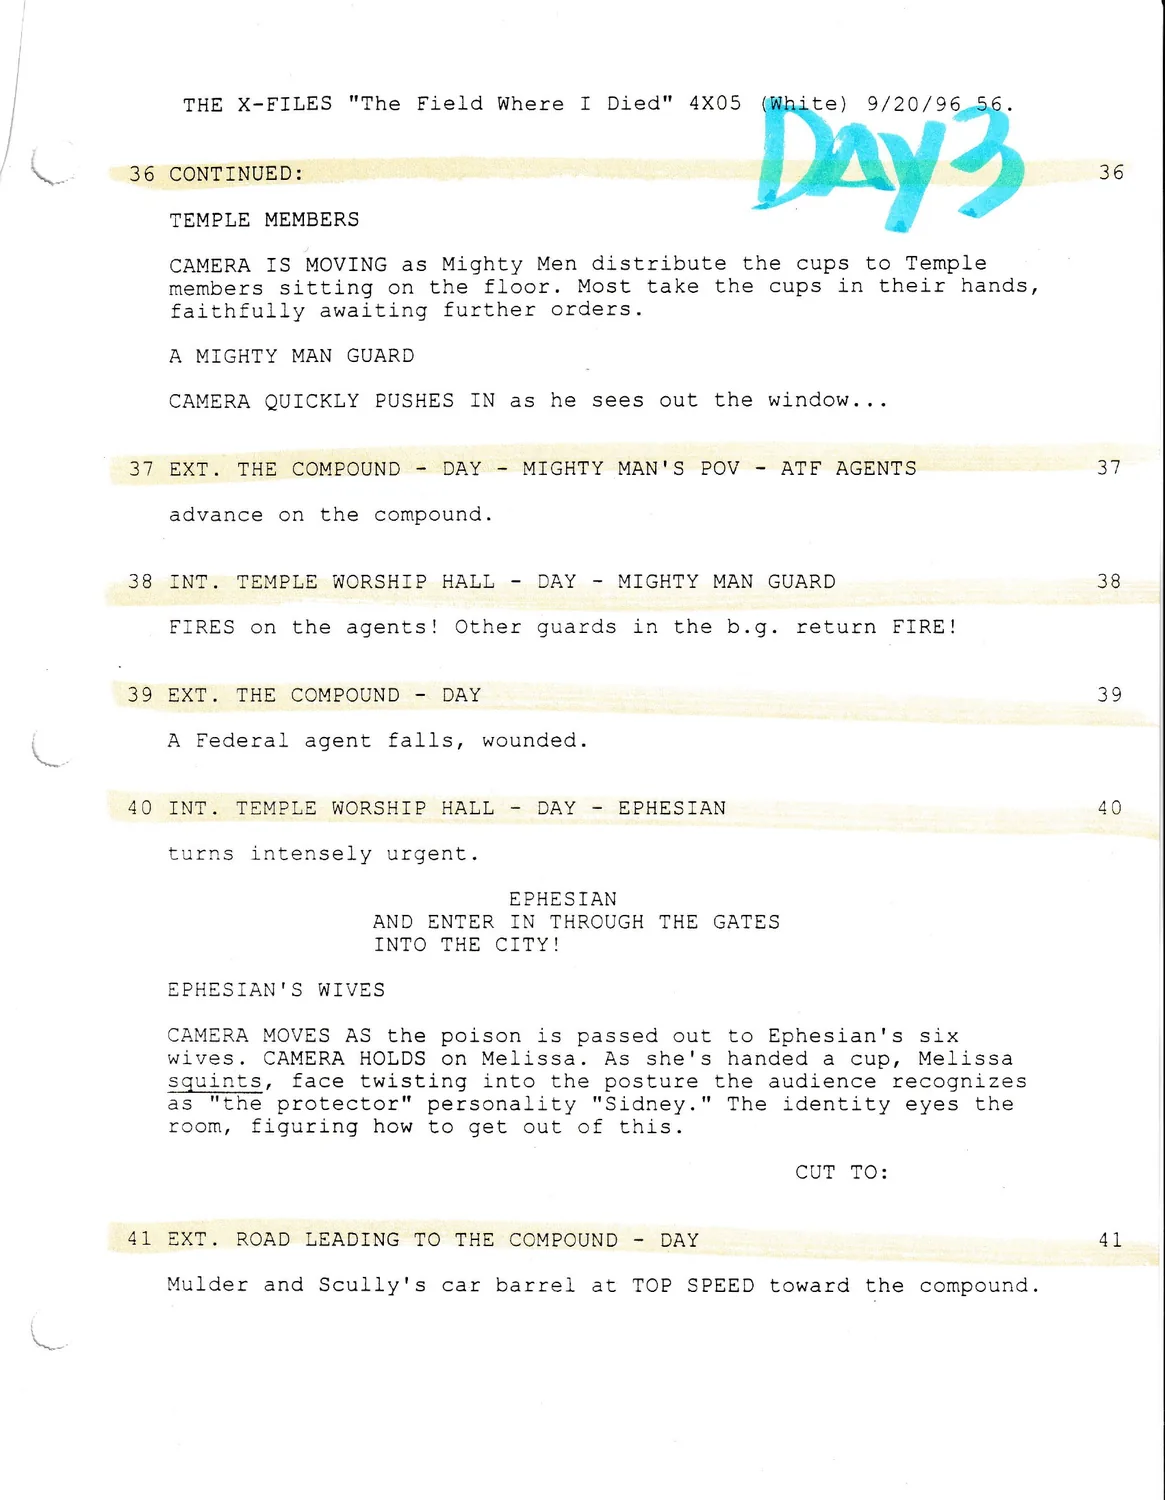 THE X-FILES "The Field Where I Died" 4X05 (White) 9/20/96 56.
DAY 3
36 CONTINUED: 36
TEMPLE MEMBERS
CAMERA IS MOVING as Mighty Men distribute the cups to Temple
members sitting on the floor. Most take the cups in their hands,
faithfully awaiting further orders.
A MIGHTY MAN GUARD
CAMERA QUICKLY PUSHES IN as he sees out the window...
37 EXT. THE COMPOUND - DAY - MIGHTY MAN'S POV - ATF AGENTS 37
advance on the compound.
38 INT. TEMPLE WORSHIP HALL - DAY - MIGHTY MAN GUARD 38
FIRES on the agents! Other guards in the b.g. return FIRE!
39 EXT. THE COMPOUND - DAY 39
A Federal agent falls, wounded.
40 INT. TEMPLE WORSHIP HALL - DAY - EPHESIAN 40
turns intensely urgent.
EPHESIAN
AND ENTER IN THROUGH THE GATES
INTO THE CITY!
EPHESIAN'S WIVES
CAMERA MOVES AS the poison is passed out to Ephesian's six
wives. CAMERA HOLDS on Melissa. As she's handed a cup, Melissa
squints, face twisting into the posture the audience recognizes
as "the protector" personality "Sidney." The identity eyes the
room, figuring how to get out of this.
CUT TO:
41 EXT. ROAD LEADING TO THE COMPOUND - DAY 41
Mulder and Scully's car barrel at TOP SPEED toward the compound.